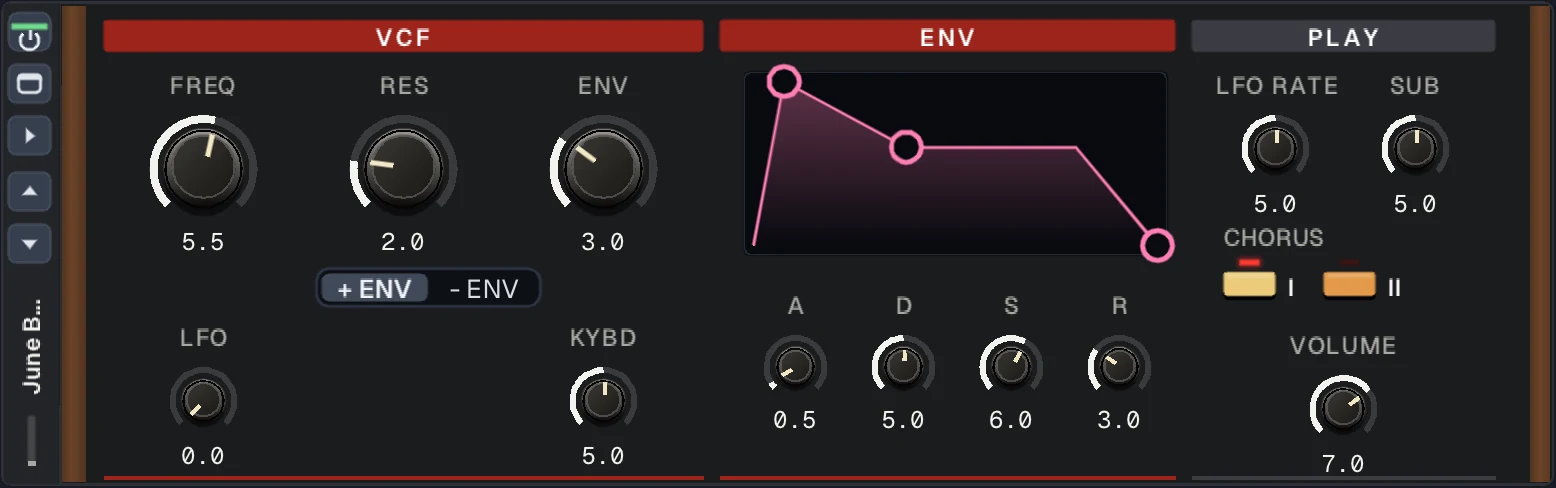 VCF
ENV
PLAY
FREQ
RES
ENV
5.5
2.0
3.0
+ ENV
- ENV
LFO
KYBD
0.0
5.0
A
D
S
R
0.5
5.0
6.0
3.0
LFO RATE
SUB
5.0
5.0
CHORUS
I
II
VOLUME
7.0
June B...